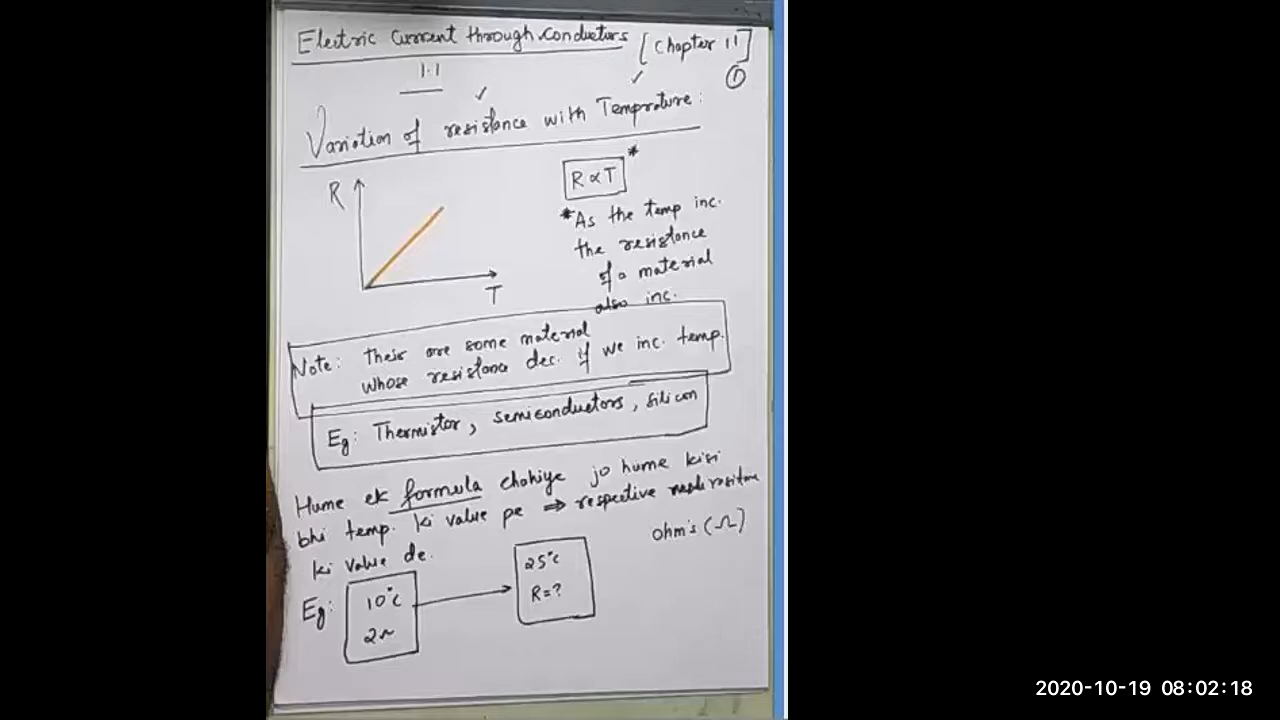 Electric Current through Conductors [Chapter 11]
1.1
①
Variation of resistance with Temprature:
R
R ∝ T *
*As the temp inc.
the resistance
of a material
also inc.
T
Note: Their are some material
whose resistance dec. if we inc. temp.
Eg: Thermistor, semiconductors, silicon
Hume ek formula chahiye jo hume kisi
bhi temp. ki value pe ⇒ respective
ki value de.
ohm's (Ω)
Eg:
10°C
2Ω
25°C
R=?
2020-10-19 08:02:18